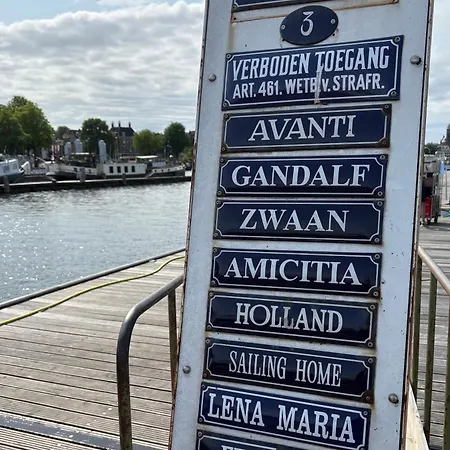 3
VERBODEN TOEGANG
ART. 461. WETB. v. STRAFR.
AVANTI
GANDALF
ZWAAN
AMICITIA
HOLLAND
SAILING HOME
LENA MARIA